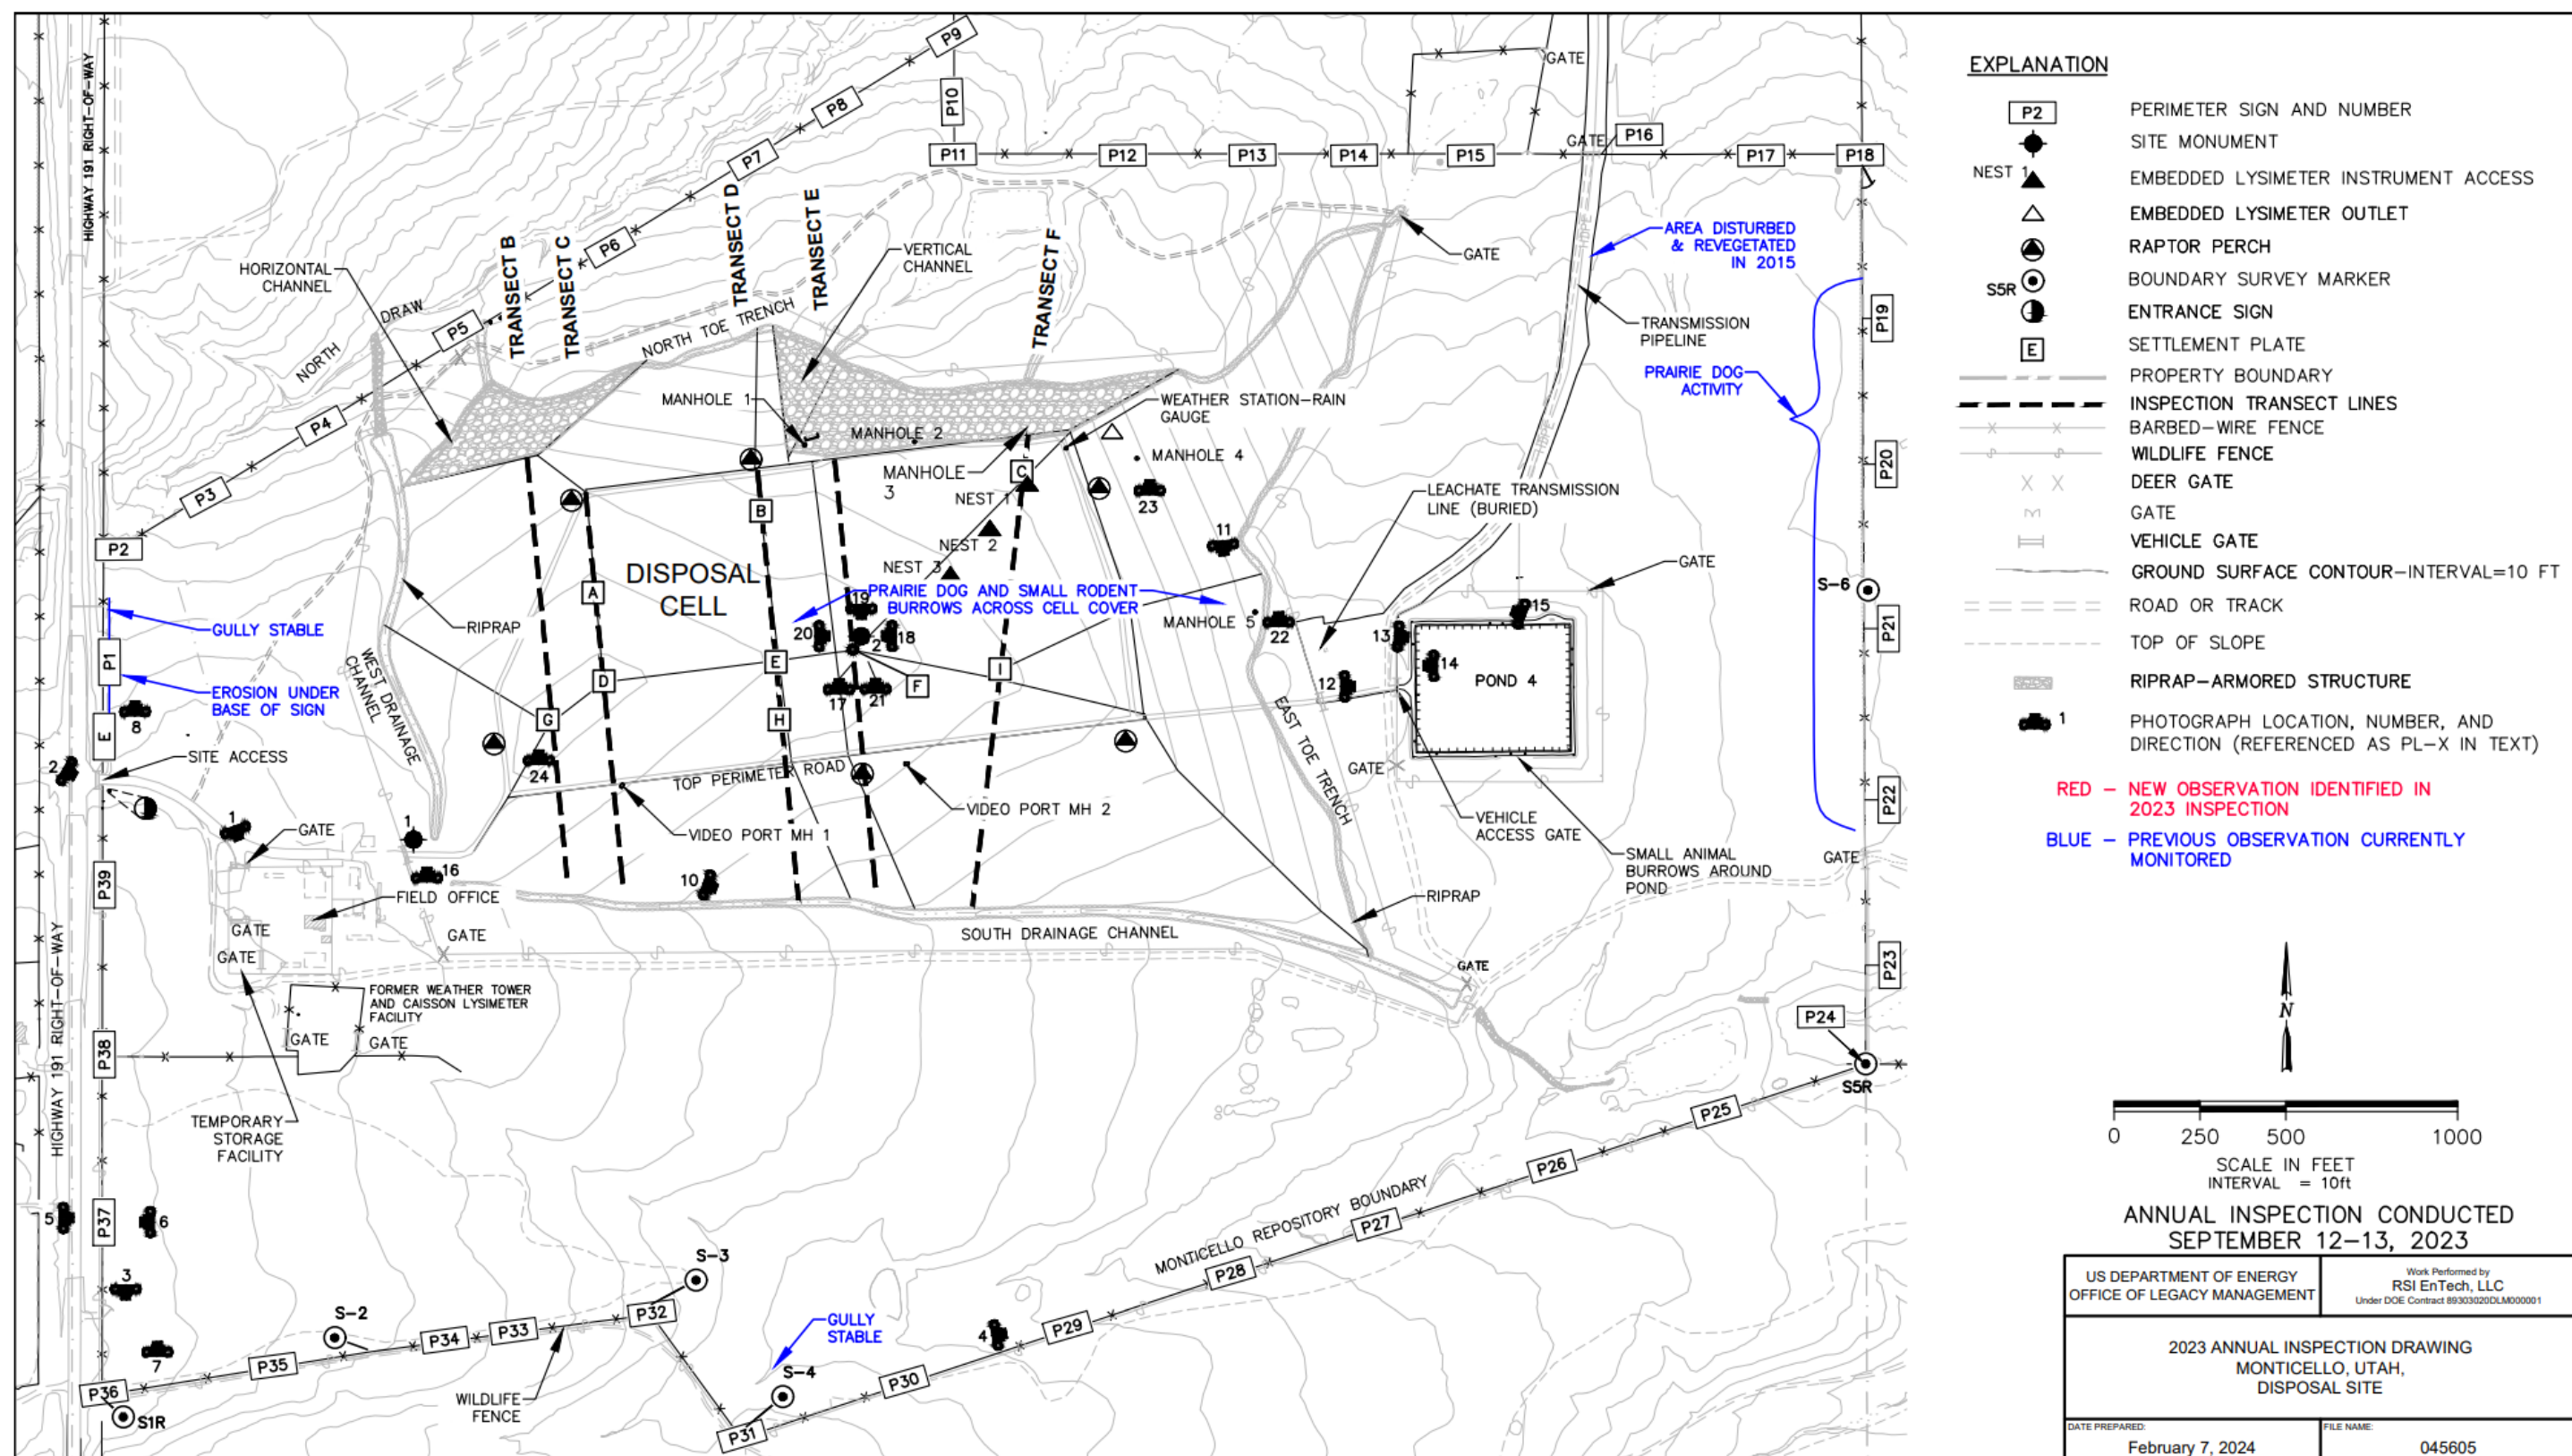 HIGHWAY 191 RIGHT-OF-WAY
P9
P8
P10
P7
P11
P12
P13
P14
P15
GATE
GATE
P16
P17
P18
P6
TRANSECT B
TRANSECT C
TRANSECT D
TRANSECT E
TRANSECT F
HORIZONTAL
CHANNEL
VERTICAL
CHANNEL
GATE
AREA DISTURBED
& REVEGETATED
IN 2015
NORTH DRAW
P5
NORTH TOE TRENCH
TRANSMISSION
PIPELINE
P19
PRAIRIE DOG
ACTIVITY
P4
MANHOLE 1
MANHOLE 2
WEATHER STATION-RAIN
GAUGE
MANHOLE 4
MANHOLE
3
C
NEST 1
23
P20
P3
LEACHATE TRANSMISSION
LINE (BURIED)
B
NEST 2
11
P2
NEST 3
GATE
DISPOSAL
CELL
A
PRAIRIE DOG AND SMALL RODENT
BURROWS ACROSS CELL COVER
S-6
GULLY STABLE
RIPRAP
19
20
2
18
MANHOLE 5
22
13
15
P21
P1
WEST DRAINAGE
CHANNEL
E
I
14
POND 4
EROSION UNDER
BASE OF SIGN
D
F
12
8
G
H
17
21
EAST TOE TRENCH
E
SITE ACCESS
2
24
TOP PERIMETER ROAD
GATE
P22
VIDEO PORT MH 2
VEHICLE
ACCESS GATE
1
GATE
1
VIDEO PORT MH 1
SMALL ANIMAL
BURROWS AROUND
POND
GATE
P39
16
FIELD OFFICE
10
RIPRAP
GATE
GATE
GATE
SOUTH DRAINAGE CHANNEL
GATE
P23
HIGHWAY 191 RIGHT-OF-WAY
FORMER WEATHER TOWER
AND CAISSON LYSIMETER
FACILITY
GATE
GATE
P38
P24
S5R
TEMPORARY
STORAGE
FACILITY
P25
P26
5
P37
6
MONTICELLO REPOSITORY BOUNDARY
P27
3
S-3
P28
S-2
P32
GULLY
STABLE
4
P29
7
P35
P34
P33
P36
S1R
WILDLIFE
FENCE
S-4
P30
P31
EXPLANATION
P2
PERIMETER SIGN AND NUMBER
SITE MONUMENT
NEST 1
EMBEDDED LYSIMETER INSTRUMENT ACCESS
EMBEDDED LYSIMETER OUTLET
RAPTOR PERCH
S5R
BOUNDARY SURVEY MARKER
ENTRANCE SIGN
E
SETTLEMENT PLATE
PROPERTY BOUNDARY
INSPECTION TRANSECT LINES
BARBED-WIRE FENCE
WILDLIFE FENCE
DEER GATE
GATE
VEHICLE GATE
GROUND SURFACE CONTOUR-INTERVAL=10 FT
ROAD OR TRACK
TOP OF SLOPE
RIPRAP-ARMORED STRUCTURE
1
PHOTOGRAPH LOCATION, NUMBER, AND
DIRECTION (REFERENCED AS PL-X IN TEXT)
RED - NEW OBSERVATION IDENTIFIED IN
2023 INSPECTION
BLUE - PREVIOUS OBSERVATION CURRENTLY
MONITORED
N
0 250 500 1000
SCALE IN FEET
INTERVAL = 10ft
ANNUAL INSPECTION CONDUCTED
SEPTEMBER 12-13, 2023
US DEPARTMENT OF ENERGY
OFFICE OF LEGACY MANAGEMENT
Work Performed by
RSI EnTech, LLC
Under DOE Contract 89303020DLM000001
2023 ANNUAL INSPECTION DRAWING
MONTICELLO, UTAH,
DISPOSAL SITE
DATE PREPARED:
February 7, 2024
FILE NAME:
045605